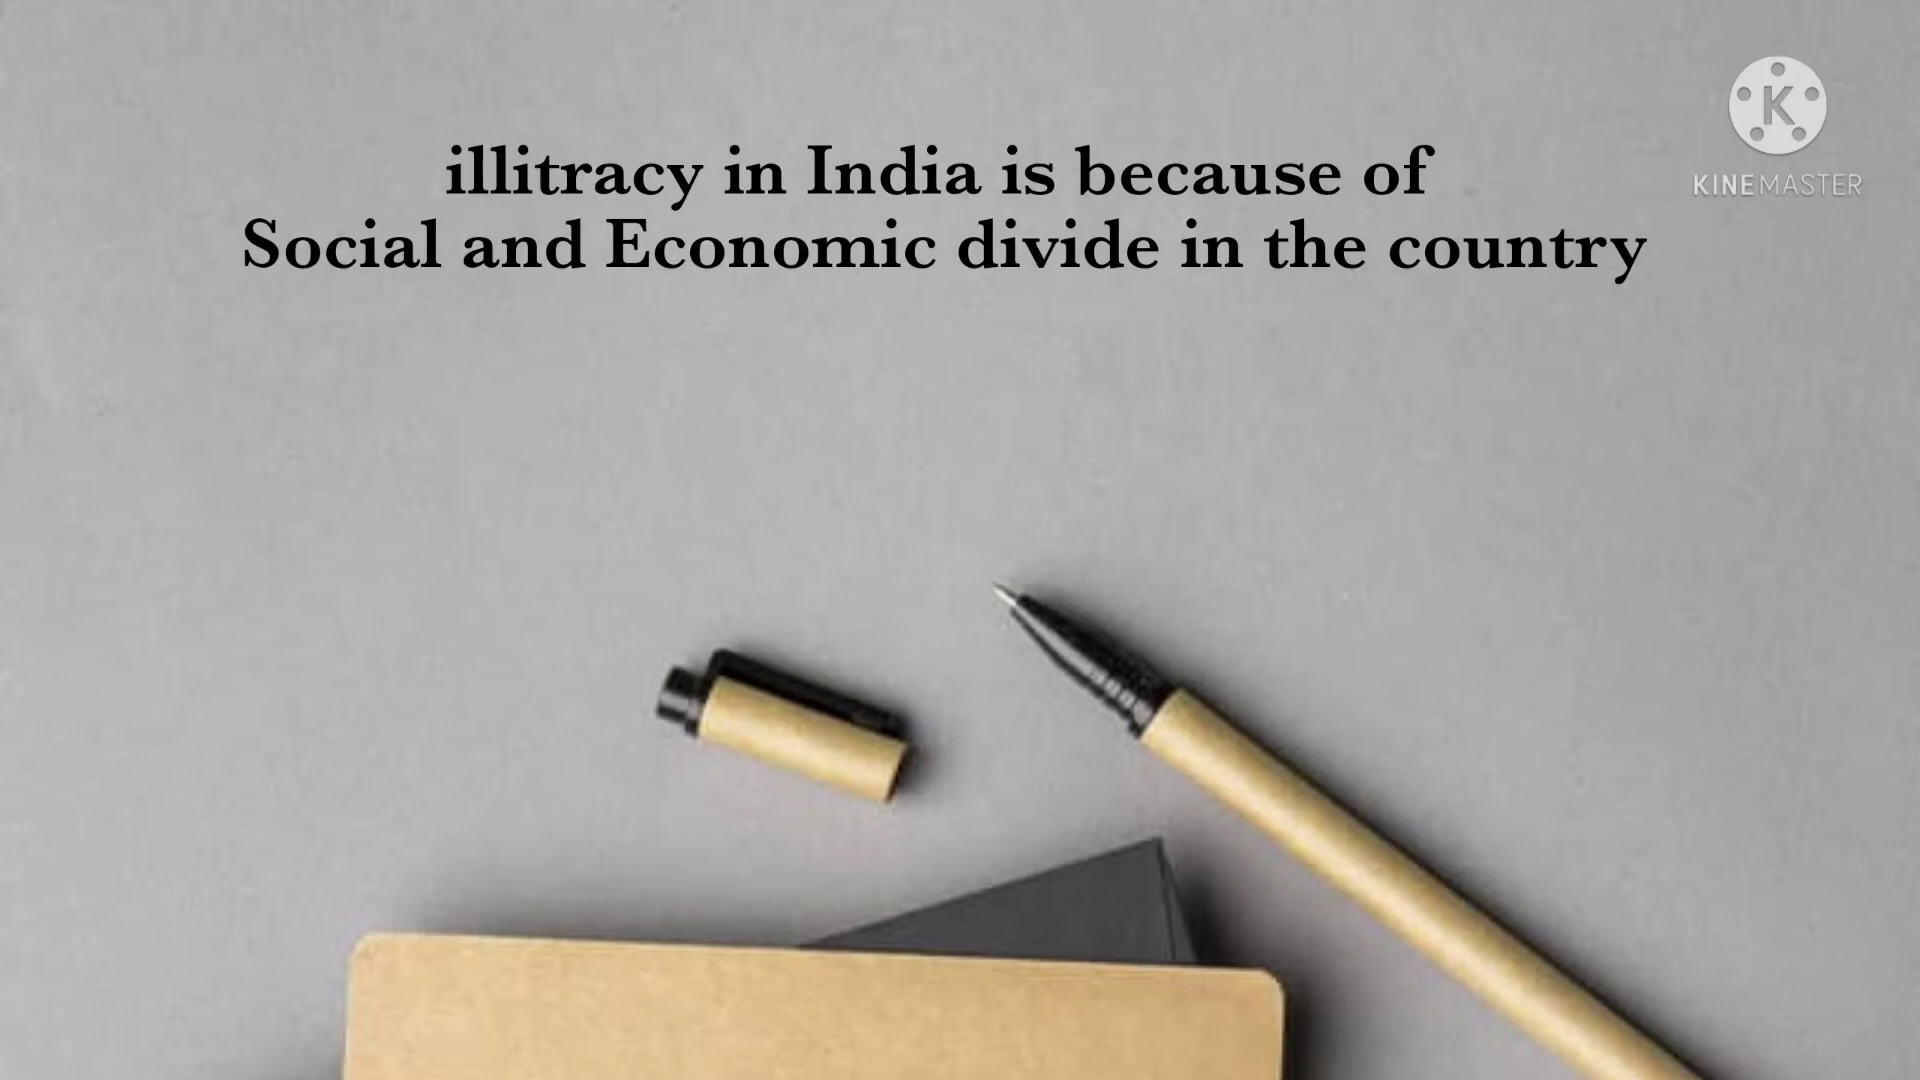 illitracy in India is because of
Social and Economic divide in the country
K
KINEMASTER